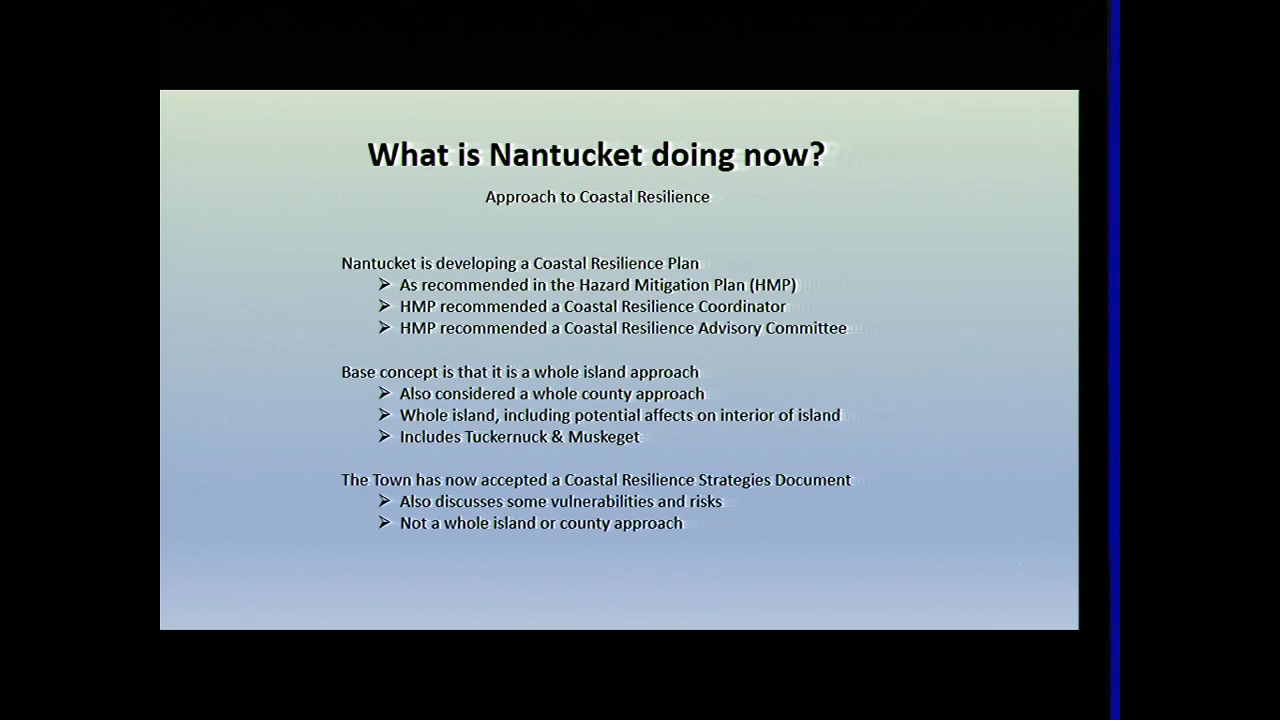 What is Nantucket doing now?
Approach to Coastal Resilience
Nantucket is developing a Coastal Resilience Plan
➢ As recommended in the Hazard Mitigation Plan (HMP)
➢ HMP recommended a Coastal Resilience Coordinator
➢ HMP recommended a Coastal Resilience Advisory Committee
Base concept is that it is a whole island approach
➢ Also considered a whole county approach
➢ Whole island, including potential affects on interior of island
➢ Includes Tuckernuck & Muskeget
The Town has now accepted a Coastal Resilience Strategies Document
➢ Also discusses some vulnerabilities and risks
➢ Not a whole island or county approach